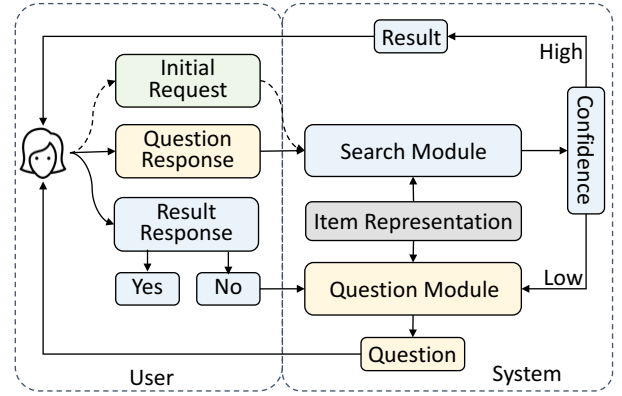 Result
High
Initial
Request
Question
Response
Search Module
Confidence
Result
Response
Item Representation
Yes
No
Question Module
Low
Question
User
System